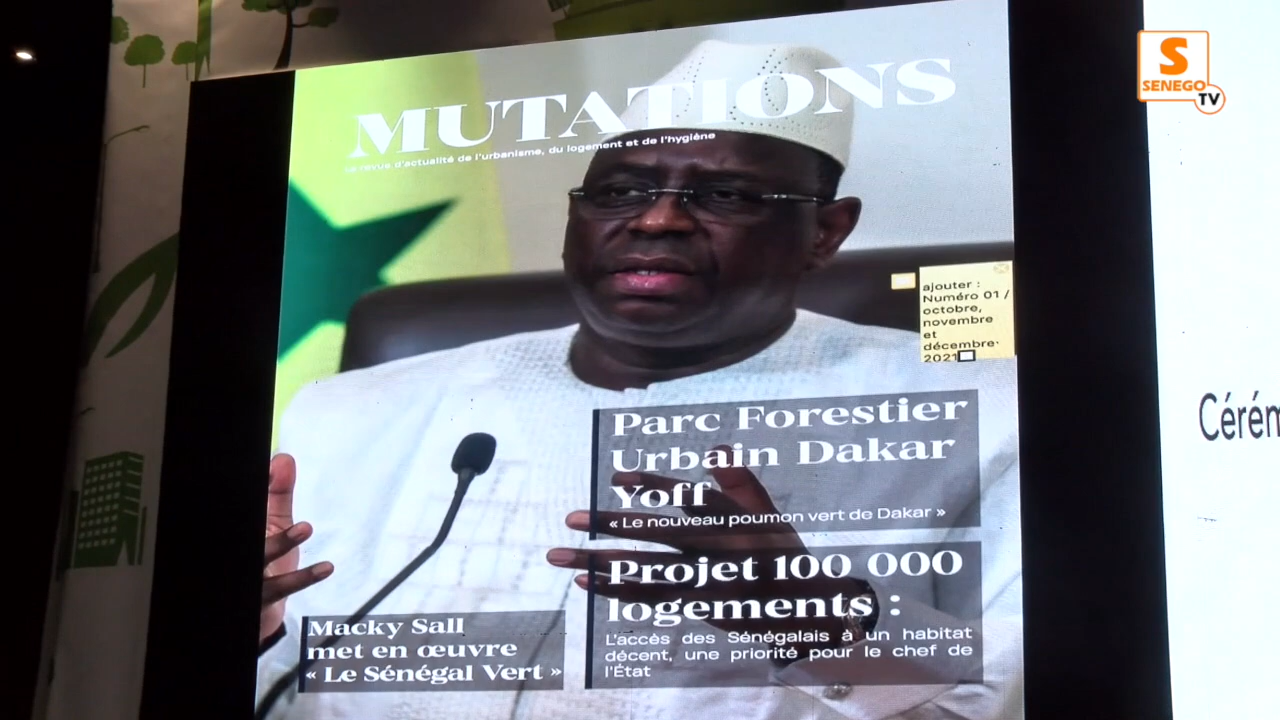 S
SENEGO
TV
MUTATIONS
La revue d'actualité de l'urbanisme, du logement et de l'hygiène
ajouter :
Numéro 01 /
octobre,
novembre
et
décembre
2021
Parc Forestier
Urbain Dakar
Yoff
« Le nouveau poumon vert de Dakar »
Projet 100 000
logements :
L'accès des Sénégalais à un habitat
décent, une priorité pour le chef de
l'État
Macky Sall
met en œuvre
« Le Sénégal Vert »
Cérém